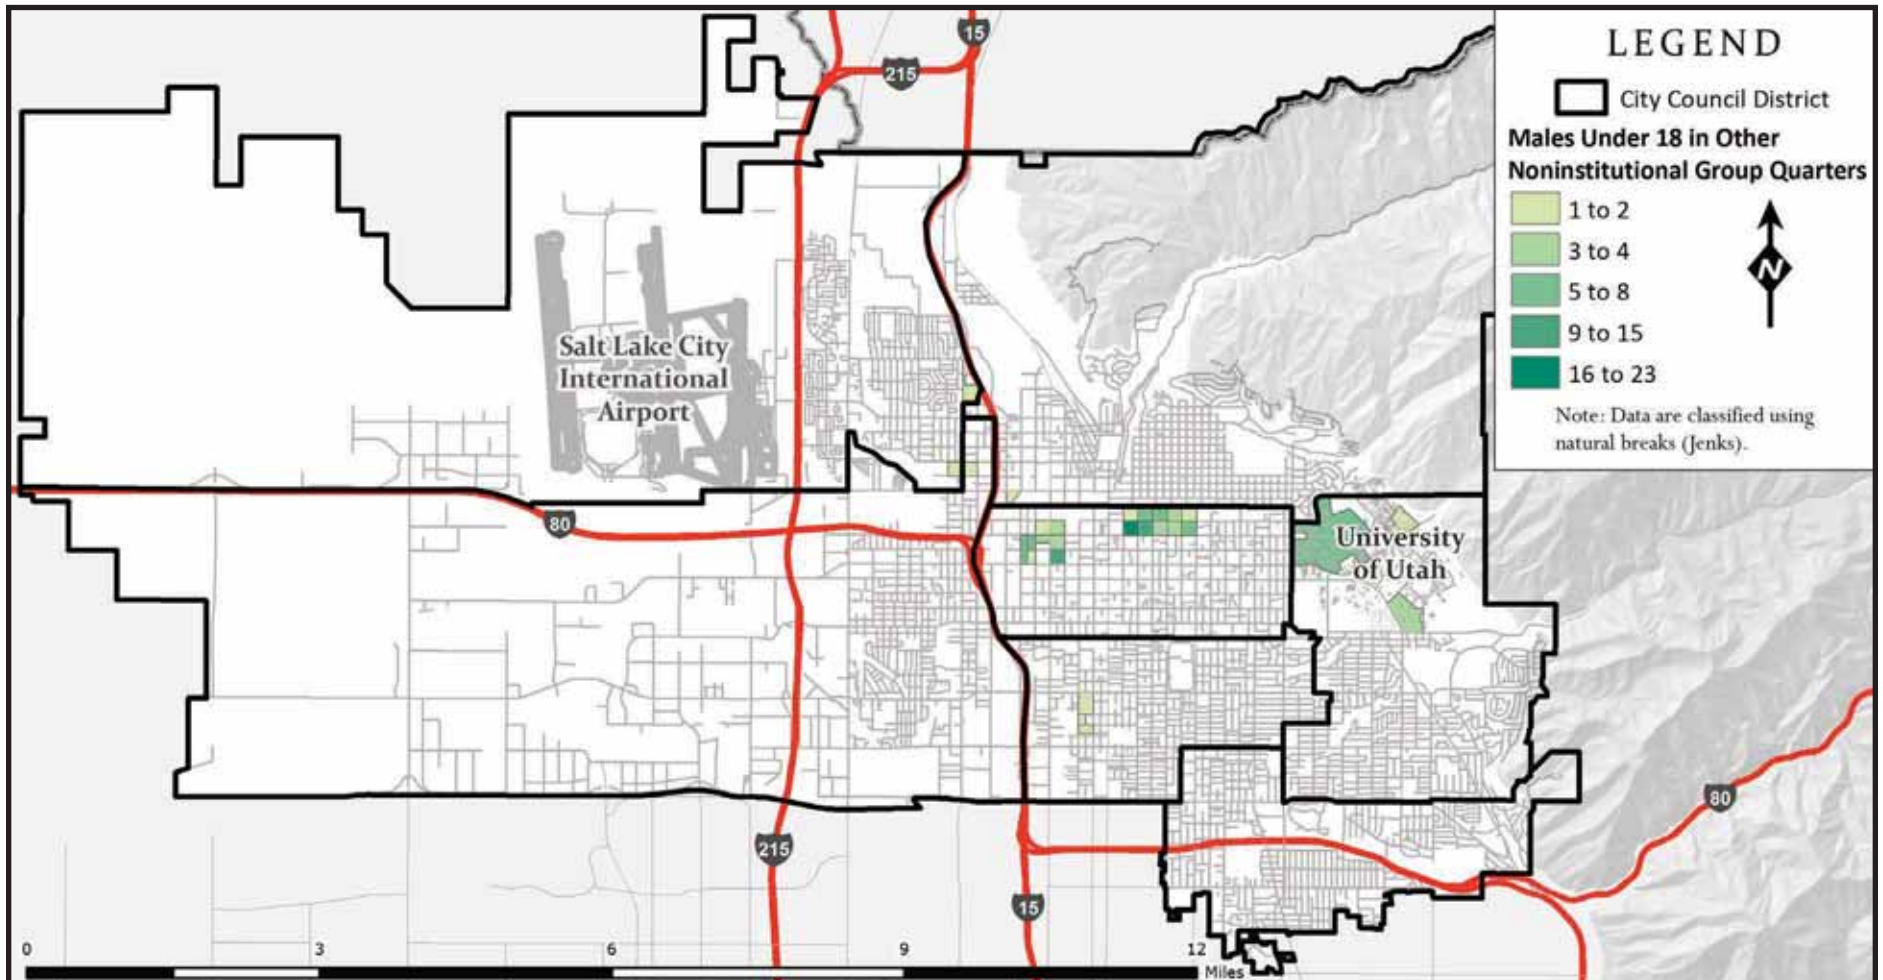 15
215
LEGEND
City Council District
Males Under 18 in Other
Noninstitutional Group Quarters
1 to 2
3 to 4
5 to 8
9 to 15
16 to 23
N
Note: Data are classified using
natural breaks (Jenks).
Salt Lake City
International
Airport
80
University
of Utah
80
215
15
0 3 6 9 12
Miles